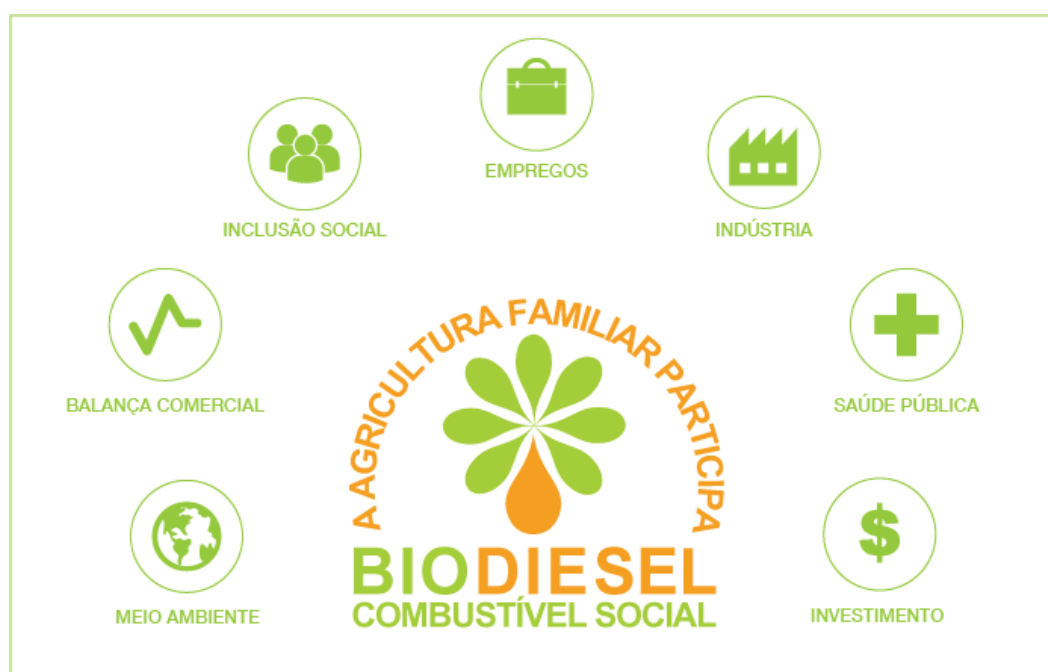 EMPREGOS
INCLUSÃO SOCIAL
INDÚSTRIA
BALANÇA COMERCIAL
SAÚDE PÚBLICA
MEIO AMBIENTE
INVESTIMENTO
$
A AGRICULTURA FAMILIAR PARTICIPA
BIODIESEL
COMBUSTÍVEL SOCIAL